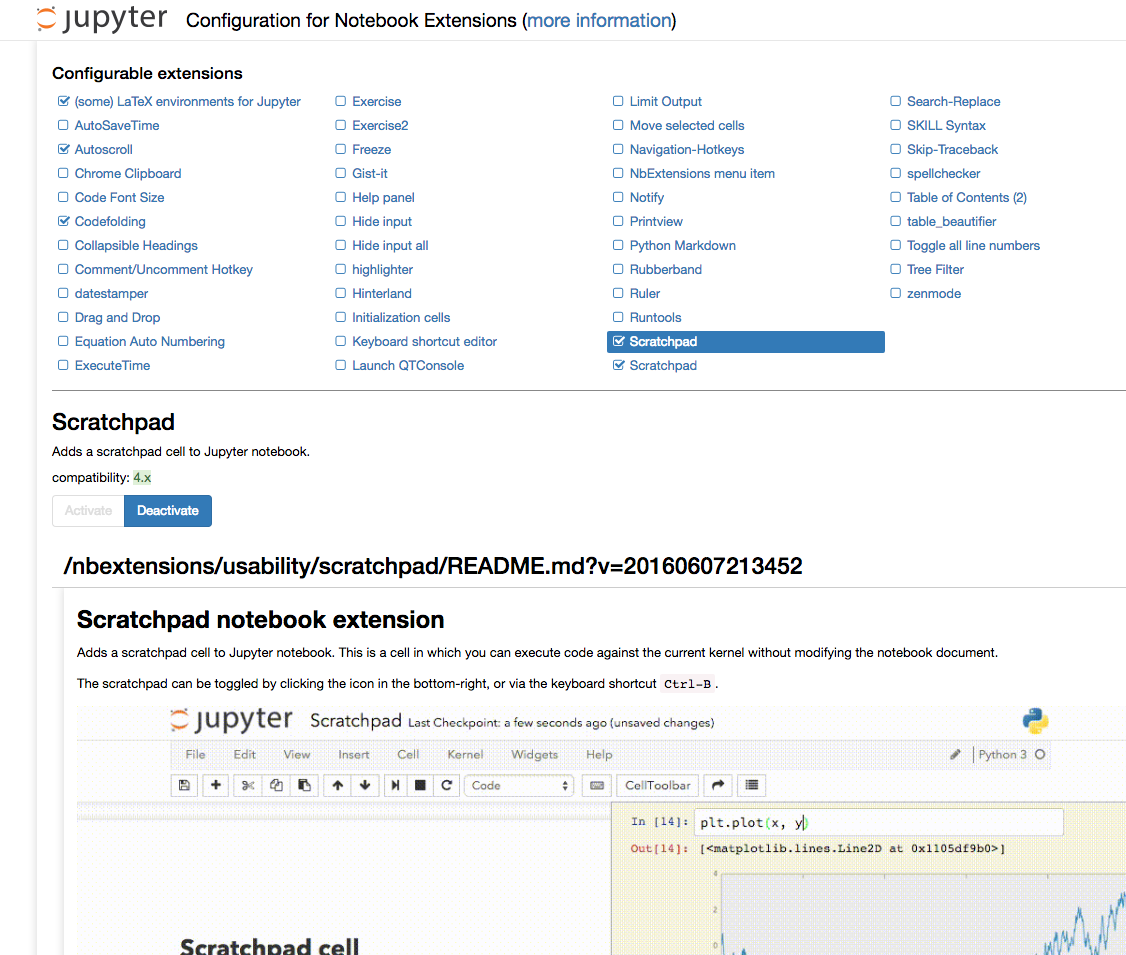 jupyter Configuration for Notebook Extensions (more information)
Configurable extensions
(some) LaTeX environments for Jupyter
AutoSaveTime
Autoscroll
Chrome Clipboard
Code Font Size
Codefolding
Collapsible Headings
Comment/Uncomment Hotkey
datestamper
Drag and Drop
Equation Auto Numbering
ExecuteTime
Exercise
Exercise2
Freeze
Gist-it
Help panel
Hide input
Hide input all
highlighter
Hinterland
Initialization cells
Keyboard shortcut editor
Launch QTConsole
Limit Output
Move selected cells
Navigation-Hotkeys
NbExtensions menu item
Notify
Printview
Python Markdown
Rubberband
Ruler
Runtools
Scratchpad
Scratchpad
Search-Replace
SKILL Syntax
Skip-Traceback
spellchecker
Table of Contents (2)
table_beautifier
Toggle all line numbers
Tree Filter
zenmode
Scratchpad
Adds a scratchpad cell to Jupyter notebook.
compatibility: 4.x
Activate Deactivate
/nbextensions/usability/scratchpad/README.md?v=20160607213452
Scratchpad notebook extension
Adds a scratchpad cell to Jupyter notebook. This is a cell in which you can execute code against the current kernel without modifying the notebook document.
The scratchpad can be toggled by clicking the icon in the bottom-right, or via the keyboard shortcut Ctrl-B.
jupyter Scratchpad Last Checkpoint: a few seconds ago (unsaved changes)
File Edit View Insert Cell Kernel Widgets Help Python 3
Code CellToolbar
In [14]: plt.plot(x, y)
Out[14]: [<matplotlib.lines.Line2D at 0x1105df9b0>]
4
2
0
Scratchpad cell